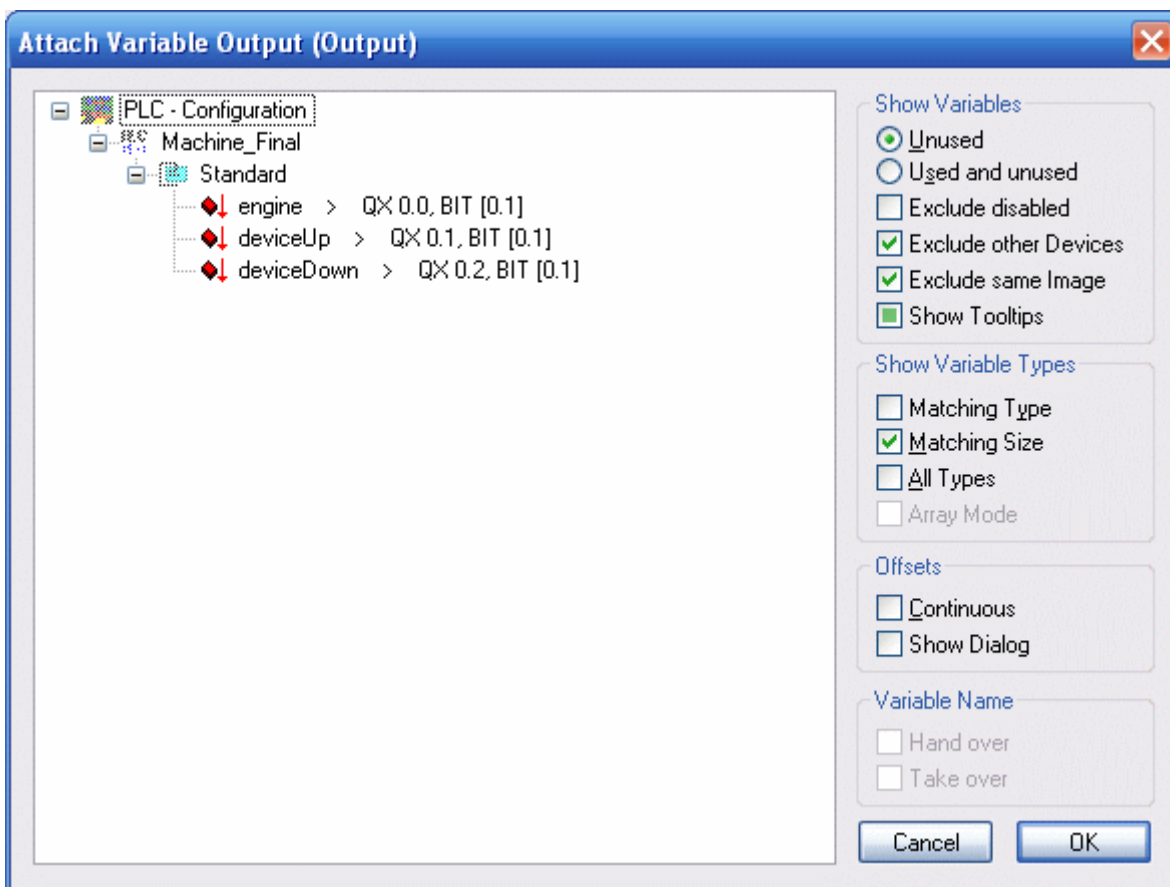 Attach Variable Output (Output)
PLC - Configuration
Machine_Final
Standard
engine > QX 0.0, BIT [0.1]
deviceUp > QX 0.1, BIT [0.1]
deviceDown > QX 0.2, BIT [0.1]
Show Variables
Unused
Used and unused
Exclude disabled
Exclude other Devices
Exclude same Image
Show Tooltips
Show Variable Types
Matching Type
Matching Size
All Types
Array Mode
Offsets
Continuous
Show Dialog
Variable Name
Hand over
Take over
Cancel
OK